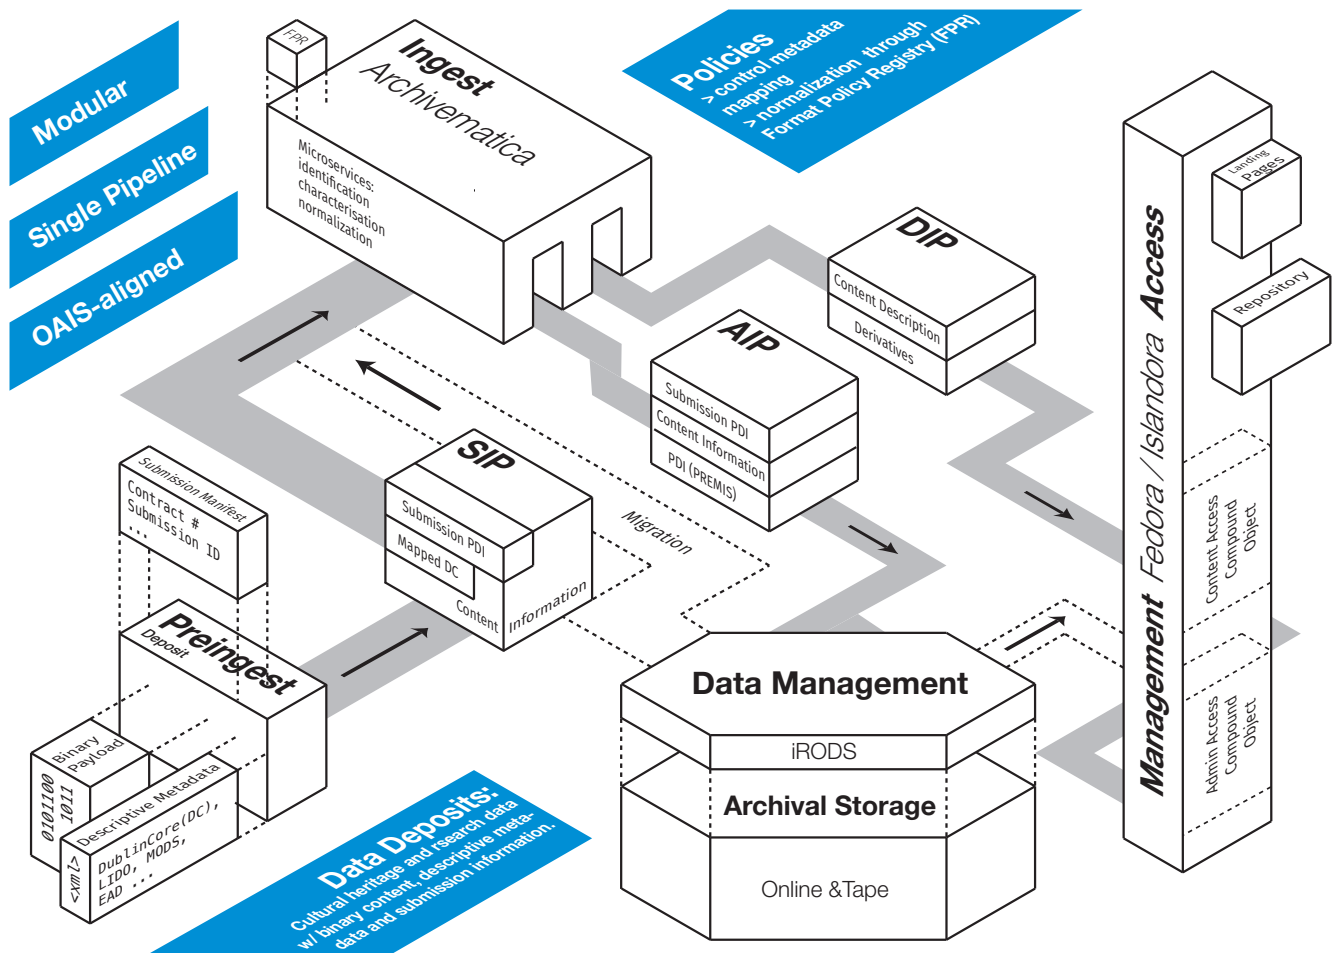 Modular
Single Pipeline
OAIS-aligned
FPR
Ingest
Archivematica
Microservices:
identification
characterisation
normalization
Policies
> control metadata
mapping
> normalization through
Format Policy Registry (FPR)
DIP
Content Description
Derivatives
AIP
Submission PDI
Content Information
PDI (PREMIS)
SIP
Submission PDI
Mapped DC
Content
Information
Migration
Submission Manifest
Contract #
Submission ID
...
Preingest
Deposit
Binary
Payload
0101100
1011
Descriptive Metadata
<xml>
DublinCore(DC),
LIDO, MODS,
EAD ...
Data Deposits:
Cultural heritage and rsearch data
w/ binary content, descriptive meta-
data and submission information.
Data Management
iRODS
Archival Storage
Online &Tape
Management Fedora / Islandora Access
Landing
Pages
Repository
Content Access
Compound
Object
Admin Access
Compound
Object